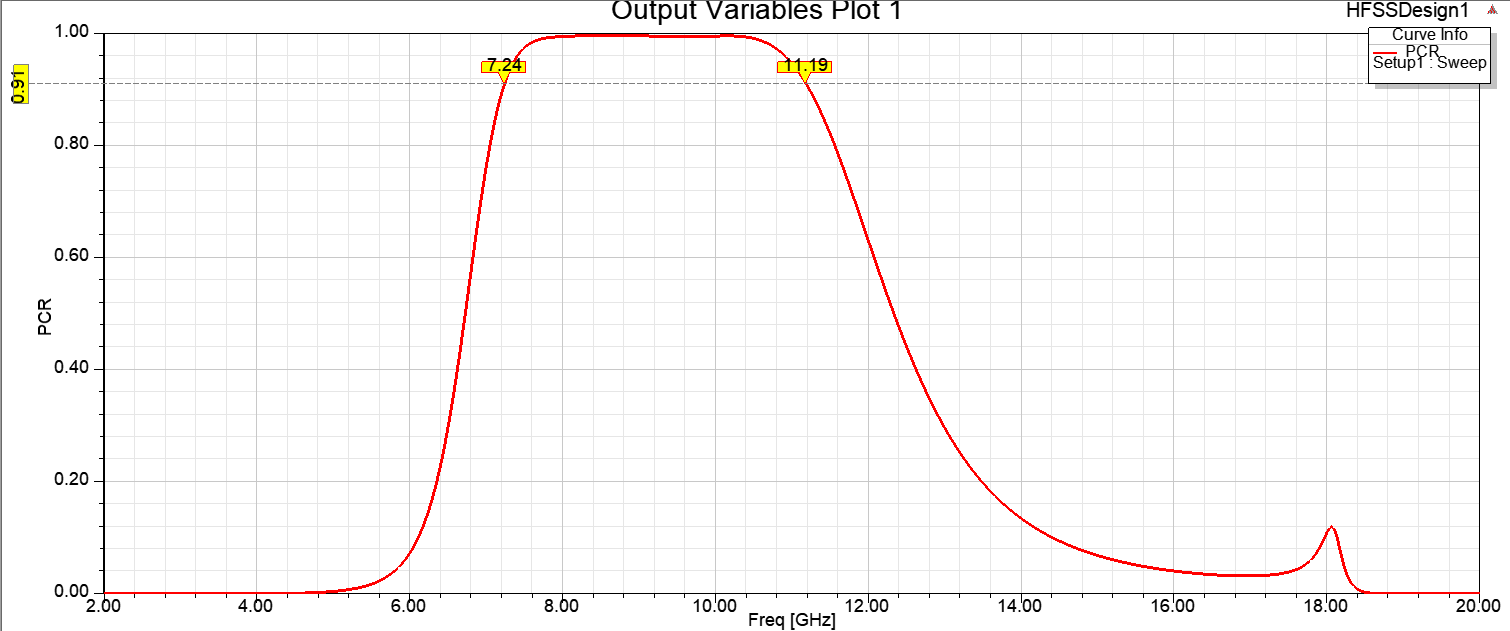 Output Variables Plot 1
HFSSDesign1
Curve Info
PCR
Setup1 : Sweep
1.00
0.91
7.24
11.19
0.80
0.60
PCR
0.40
0.20
0.00
2.00 4.00 6.00 8.00 10.00 12.00 14.00 16.00 18.00 20.00
Freq [GHz]